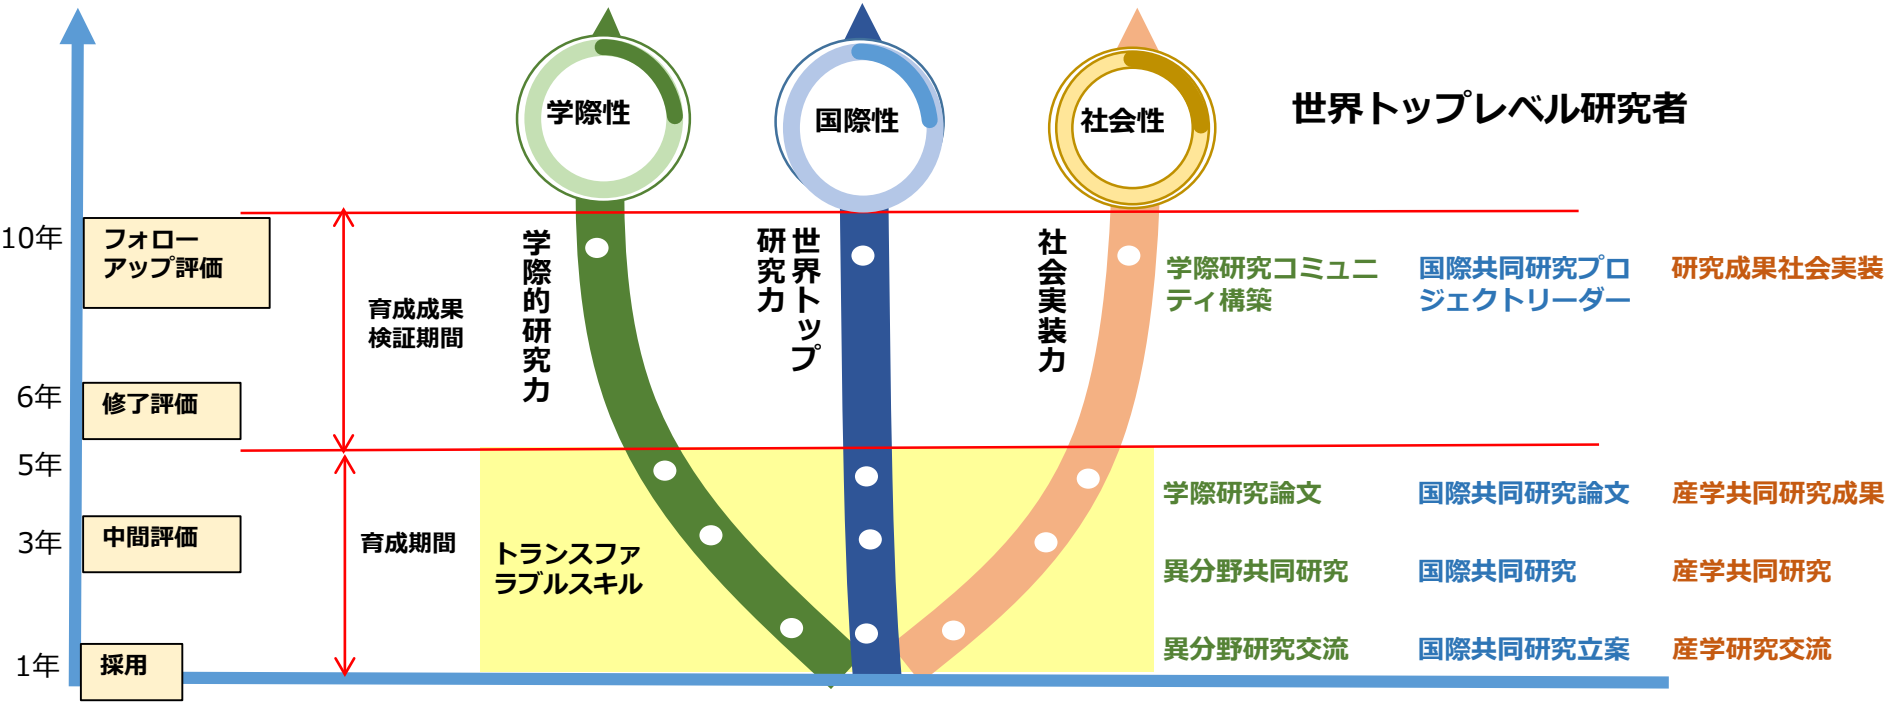 学際性
国際性
社会性
世界トップレベル研究者
10年
フォロー
アップ評価
育成成果
検証期間
学際的研究力
世界トップ
研究力
社会実装力
学際研究コミュニ
ティ構築
国際共同研究プロ
ジェクトリーダー
研究成果社会実装
6年
修了評価
5年
学際研究論文
国際共同研究論文
産学共同研究成果
3年
中間評価
育成期間
トランスファ
ラブルスキル
異分野共同研究
国際共同研究
産学共同研究
1年
採用
異分野研究交流
国際共同研究立案
産学研究交流